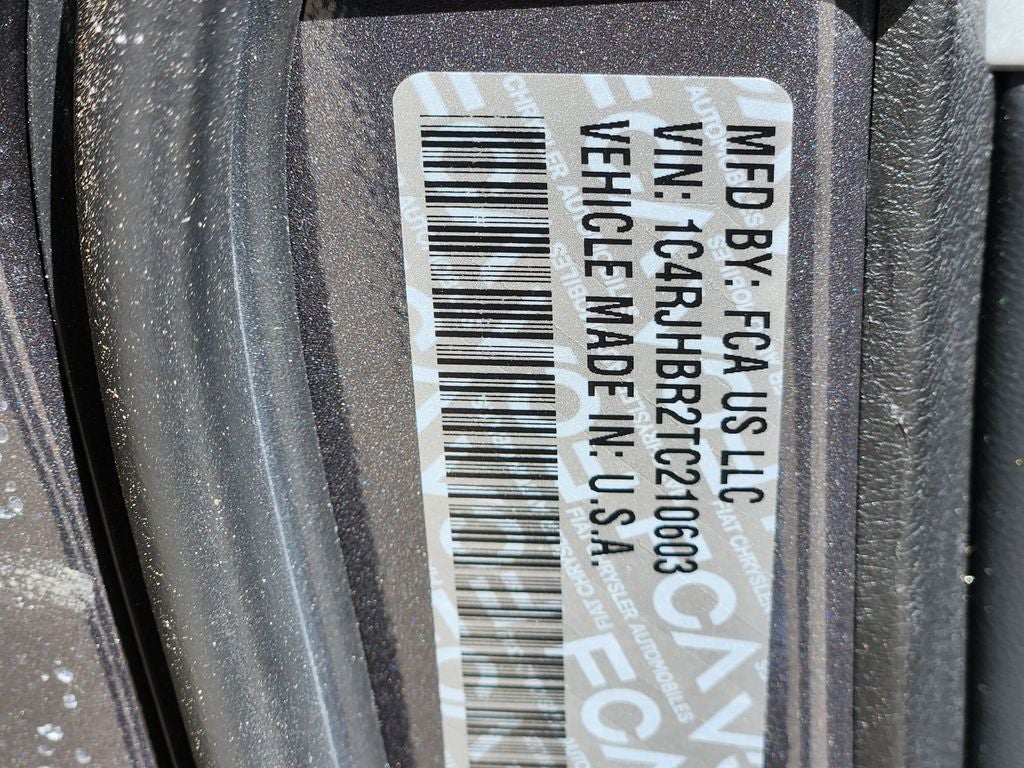 MFD BY: FCA US LLC
VIN: 1C4RJHBR2TC210603
VEHICLE MADE IN: U.S.A.